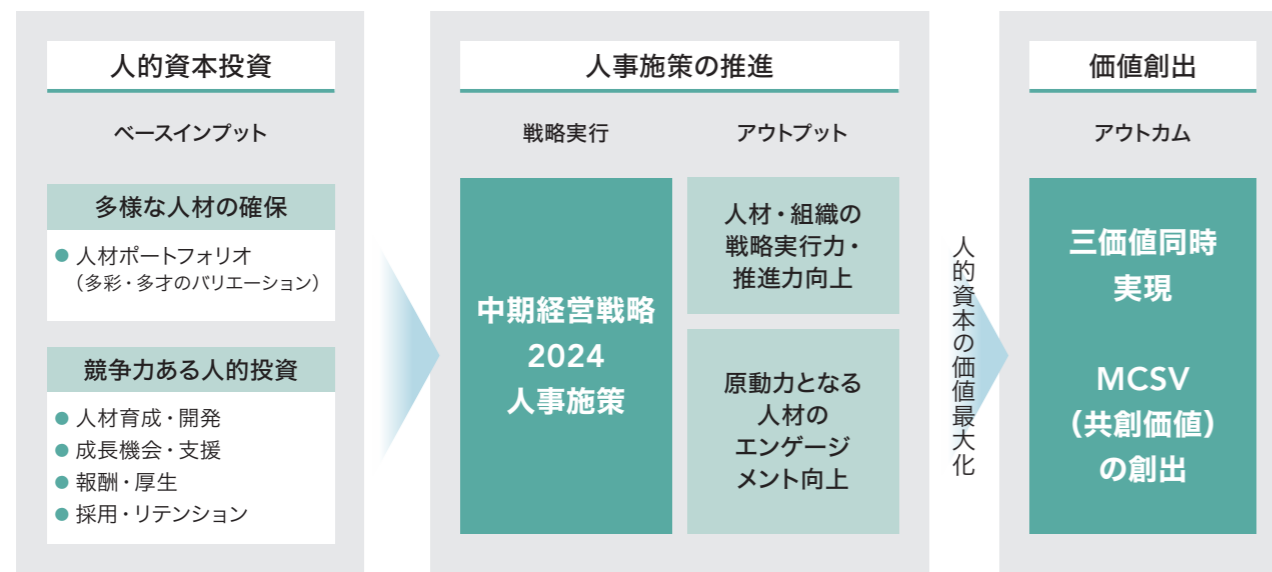 人的資本投資
ベースインプット
多様な人材の確保
● 人材ポートフォリオ
（多彩・多才のバリエーション）
競争力ある人的投資
● 人材育成・開発
● 成長機会・支援
● 報酬・厚生
● 採用・リテンション
人事施策の推進
戦略実行
中期経営戦略
2024
人事施策
アウトプット
人材・組織の
戦略実行力・
推進力向上
原動力となる
人材の
エンゲージ
メント向上
人的資本の価値最大化
価値創出
アウトカム
三価値同時
実現
MCSV
（共創価値）
の創出